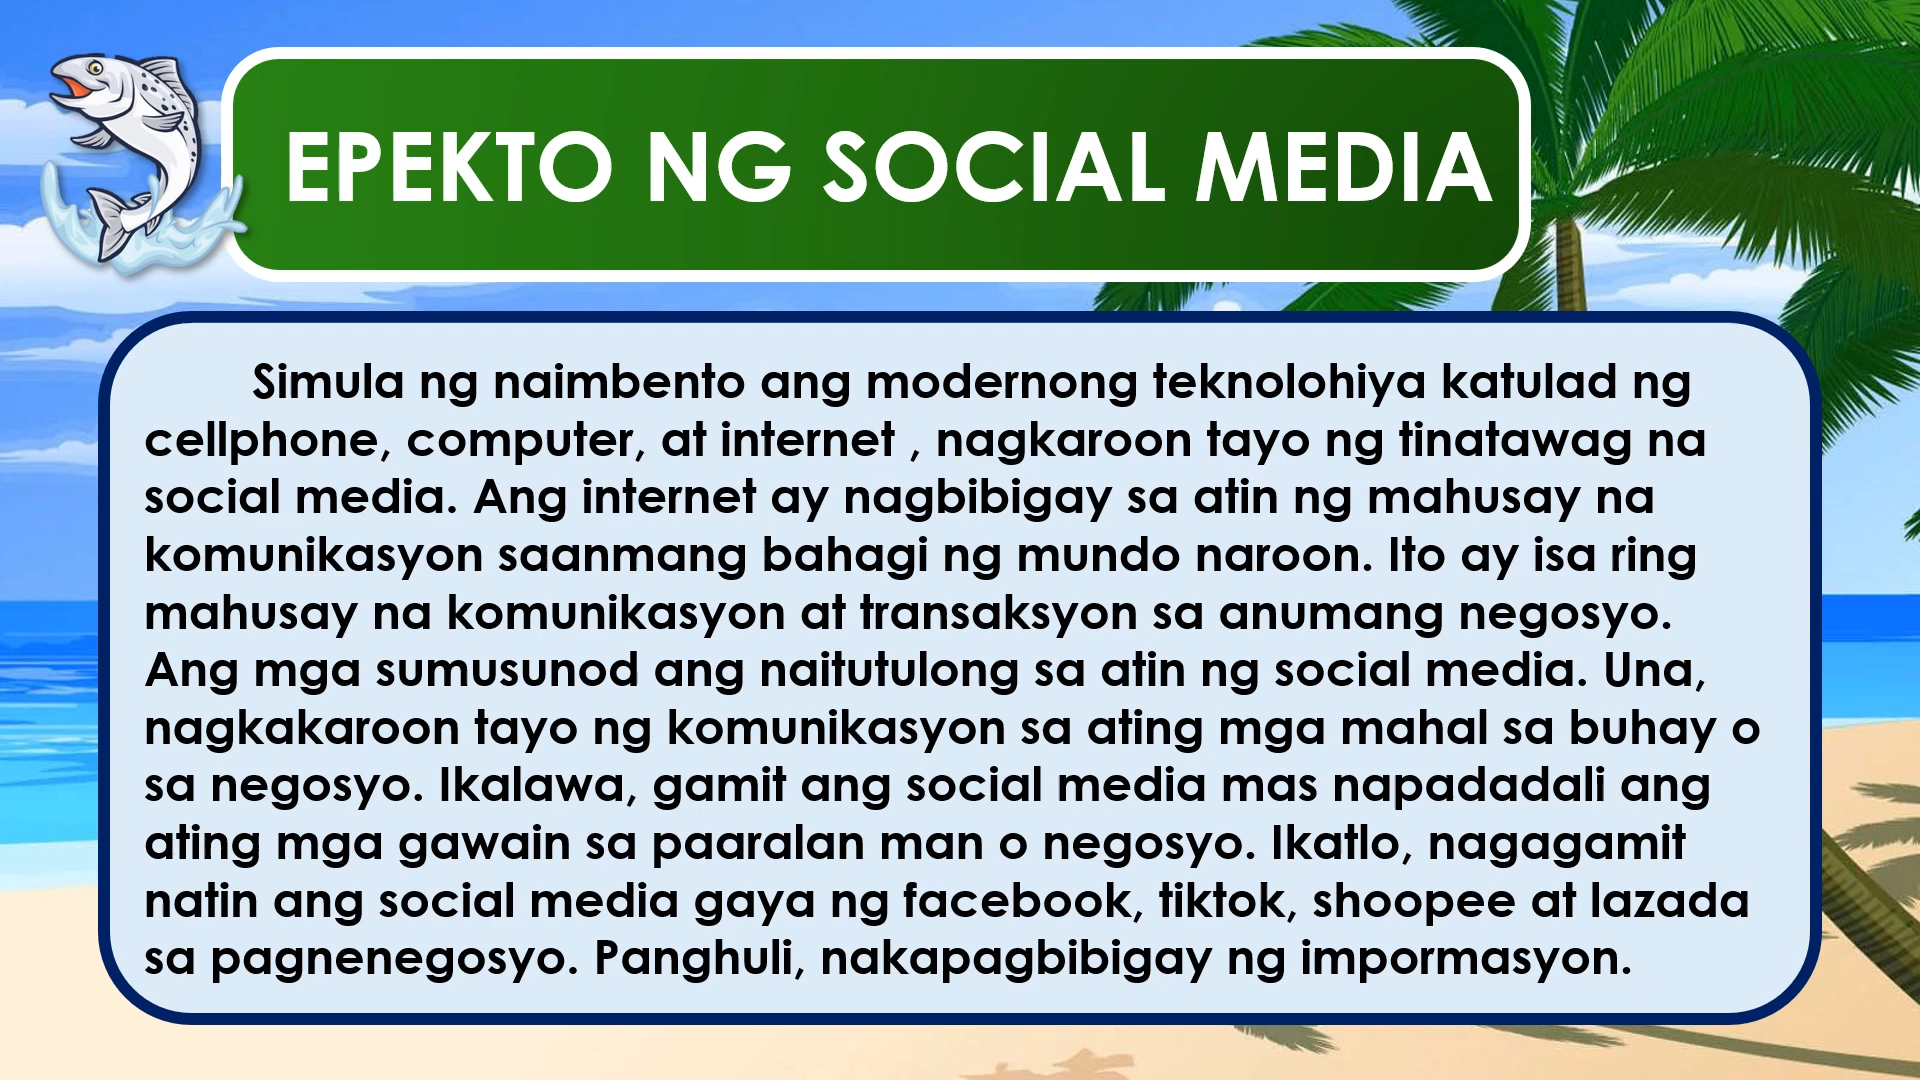 EPEKTO NG SOCIAL MEDIA
Simula ng naimbento ang modernong teknolohiya katulad ng
cellphone, computer, at internet , nagkaroon tayo ng tinatawag na
social media. Ang internet ay nagbibigay sa atin ng mahusay na
komunikasyon saanmang bahagi ng mundo naroon. Ito ay isa ring
mahusay na komunikasyon at transaksyon sa anumang negosyo.
Ang mga sumusunod ang naitutulong sa atin ng social media. Una,
nagkakaroon tayo ng komunikasyon sa ating mga mahal sa buhay o
sa negosyo. Ikalawa, gamit ang social media mas napadadali ang
ating mga gawain sa paaralan man o negosyo. Ikatlo, nagagamit
natin ang social media gaya ng facebook, tiktok, shoopee at lazada
sa pagnenegosyo. Panghuli, nakapagbibigay ng impormasyon.